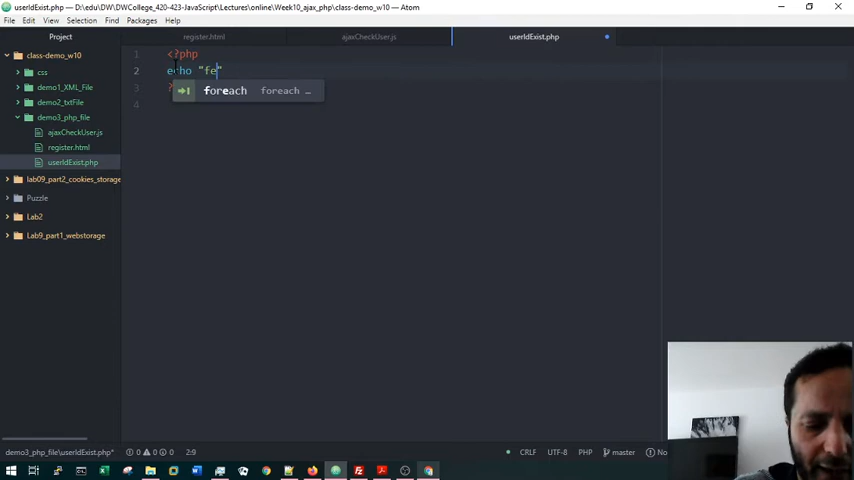 userIdExist.php — D:\edu\DW\DWCollege_420-423-JavaScript\Lectures\online\Week10_ajax_php\class-demo_w10 — Atom
File Edit View Selection Find Packages Help
Project
register.html
ajaxCheckUser.js
userIdExist.php
class-demo_w10
css
demo1_XML_File
demo2_txtFile
demo3_php_file
ajaxCheckUser.js
register.html
userIdExist.php
lab09_part2_cookies_storage
Puzzle
Lab2
Lab9_part1_webstorage
1 <?php
2 echo "fe"
3 ?
4
foreach foreach …
demo3_php_file\userIdExist.php* 0 0 0 2:9
CRLF UTF-8 PHP master No